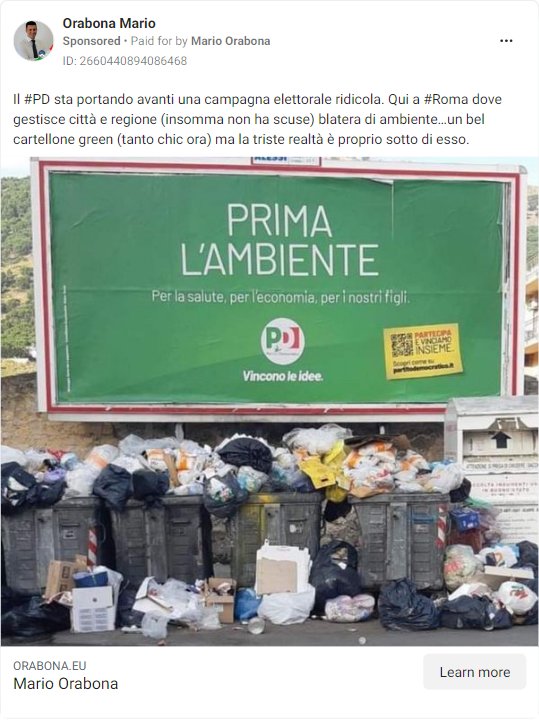 Orabona Mario
Sponsored • Paid for by Mario Orabona
ID: 2660440894086468
Il #PD sta portando avanti una campagna elettorale ridicola. Qui a #Roma dove
gestisce città e regione (insomma non ha scuse) blatera di ambiente...un bel
cartellone green (tanto chic ora) ma la triste realtà è proprio sotto di esso.
ALESSI
PRIMA
L'AMBIENTE
Per la salute, per l'economia, per i nostri figli.
PD
Partito Democratico
PARTECIPA
E VINCIAMO
INSIEME.
Scopri come su
partitodemocratico.it
Vincono le idee.
ORABONA.EU
Mario Orabona
Learn more